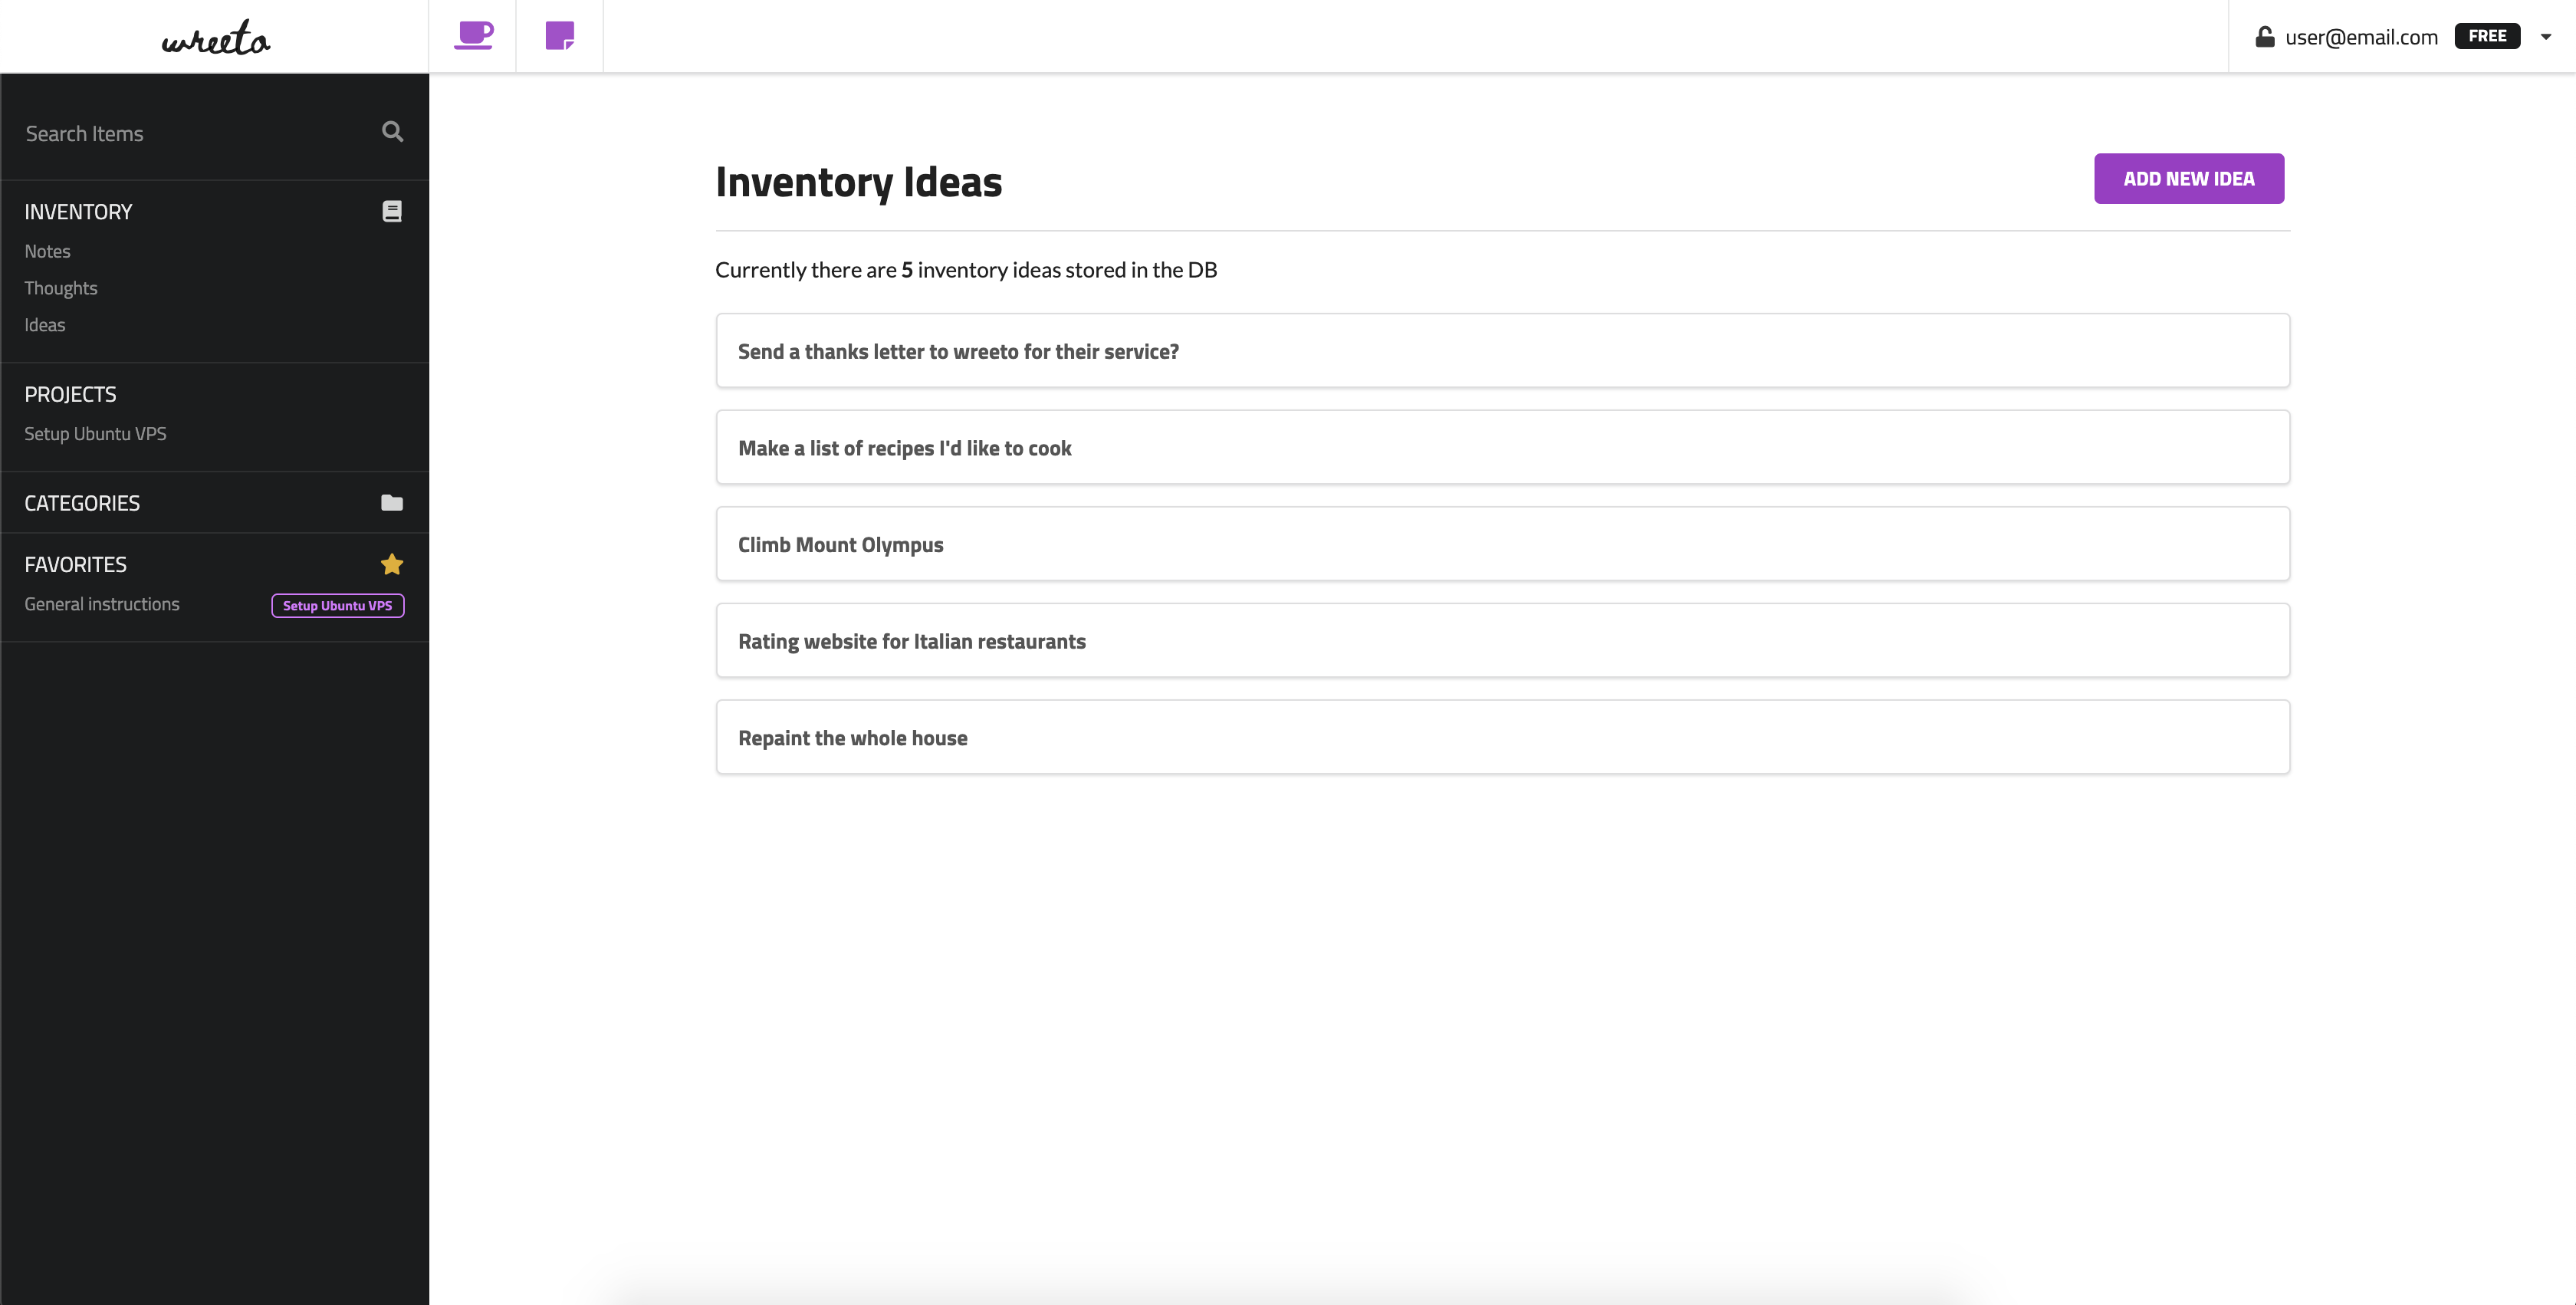 wreeto
user@email.com FREE
Search Items
INVENTORY
Notes
Thoughts
Ideas
PROJECTS
Setup Ubuntu VPS
CATEGORIES
FAVORITES
General instructions Setup Ubuntu VPS
Inventory Ideas
ADD NEW IDEA
Currently there are 5 inventory ideas stored in the DB
Send a thanks letter to wreeto for their service?
Make a list of recipes I'd like to cook
Climb Mount Olympus
Rating website for Italian restaurants
Repaint the whole house